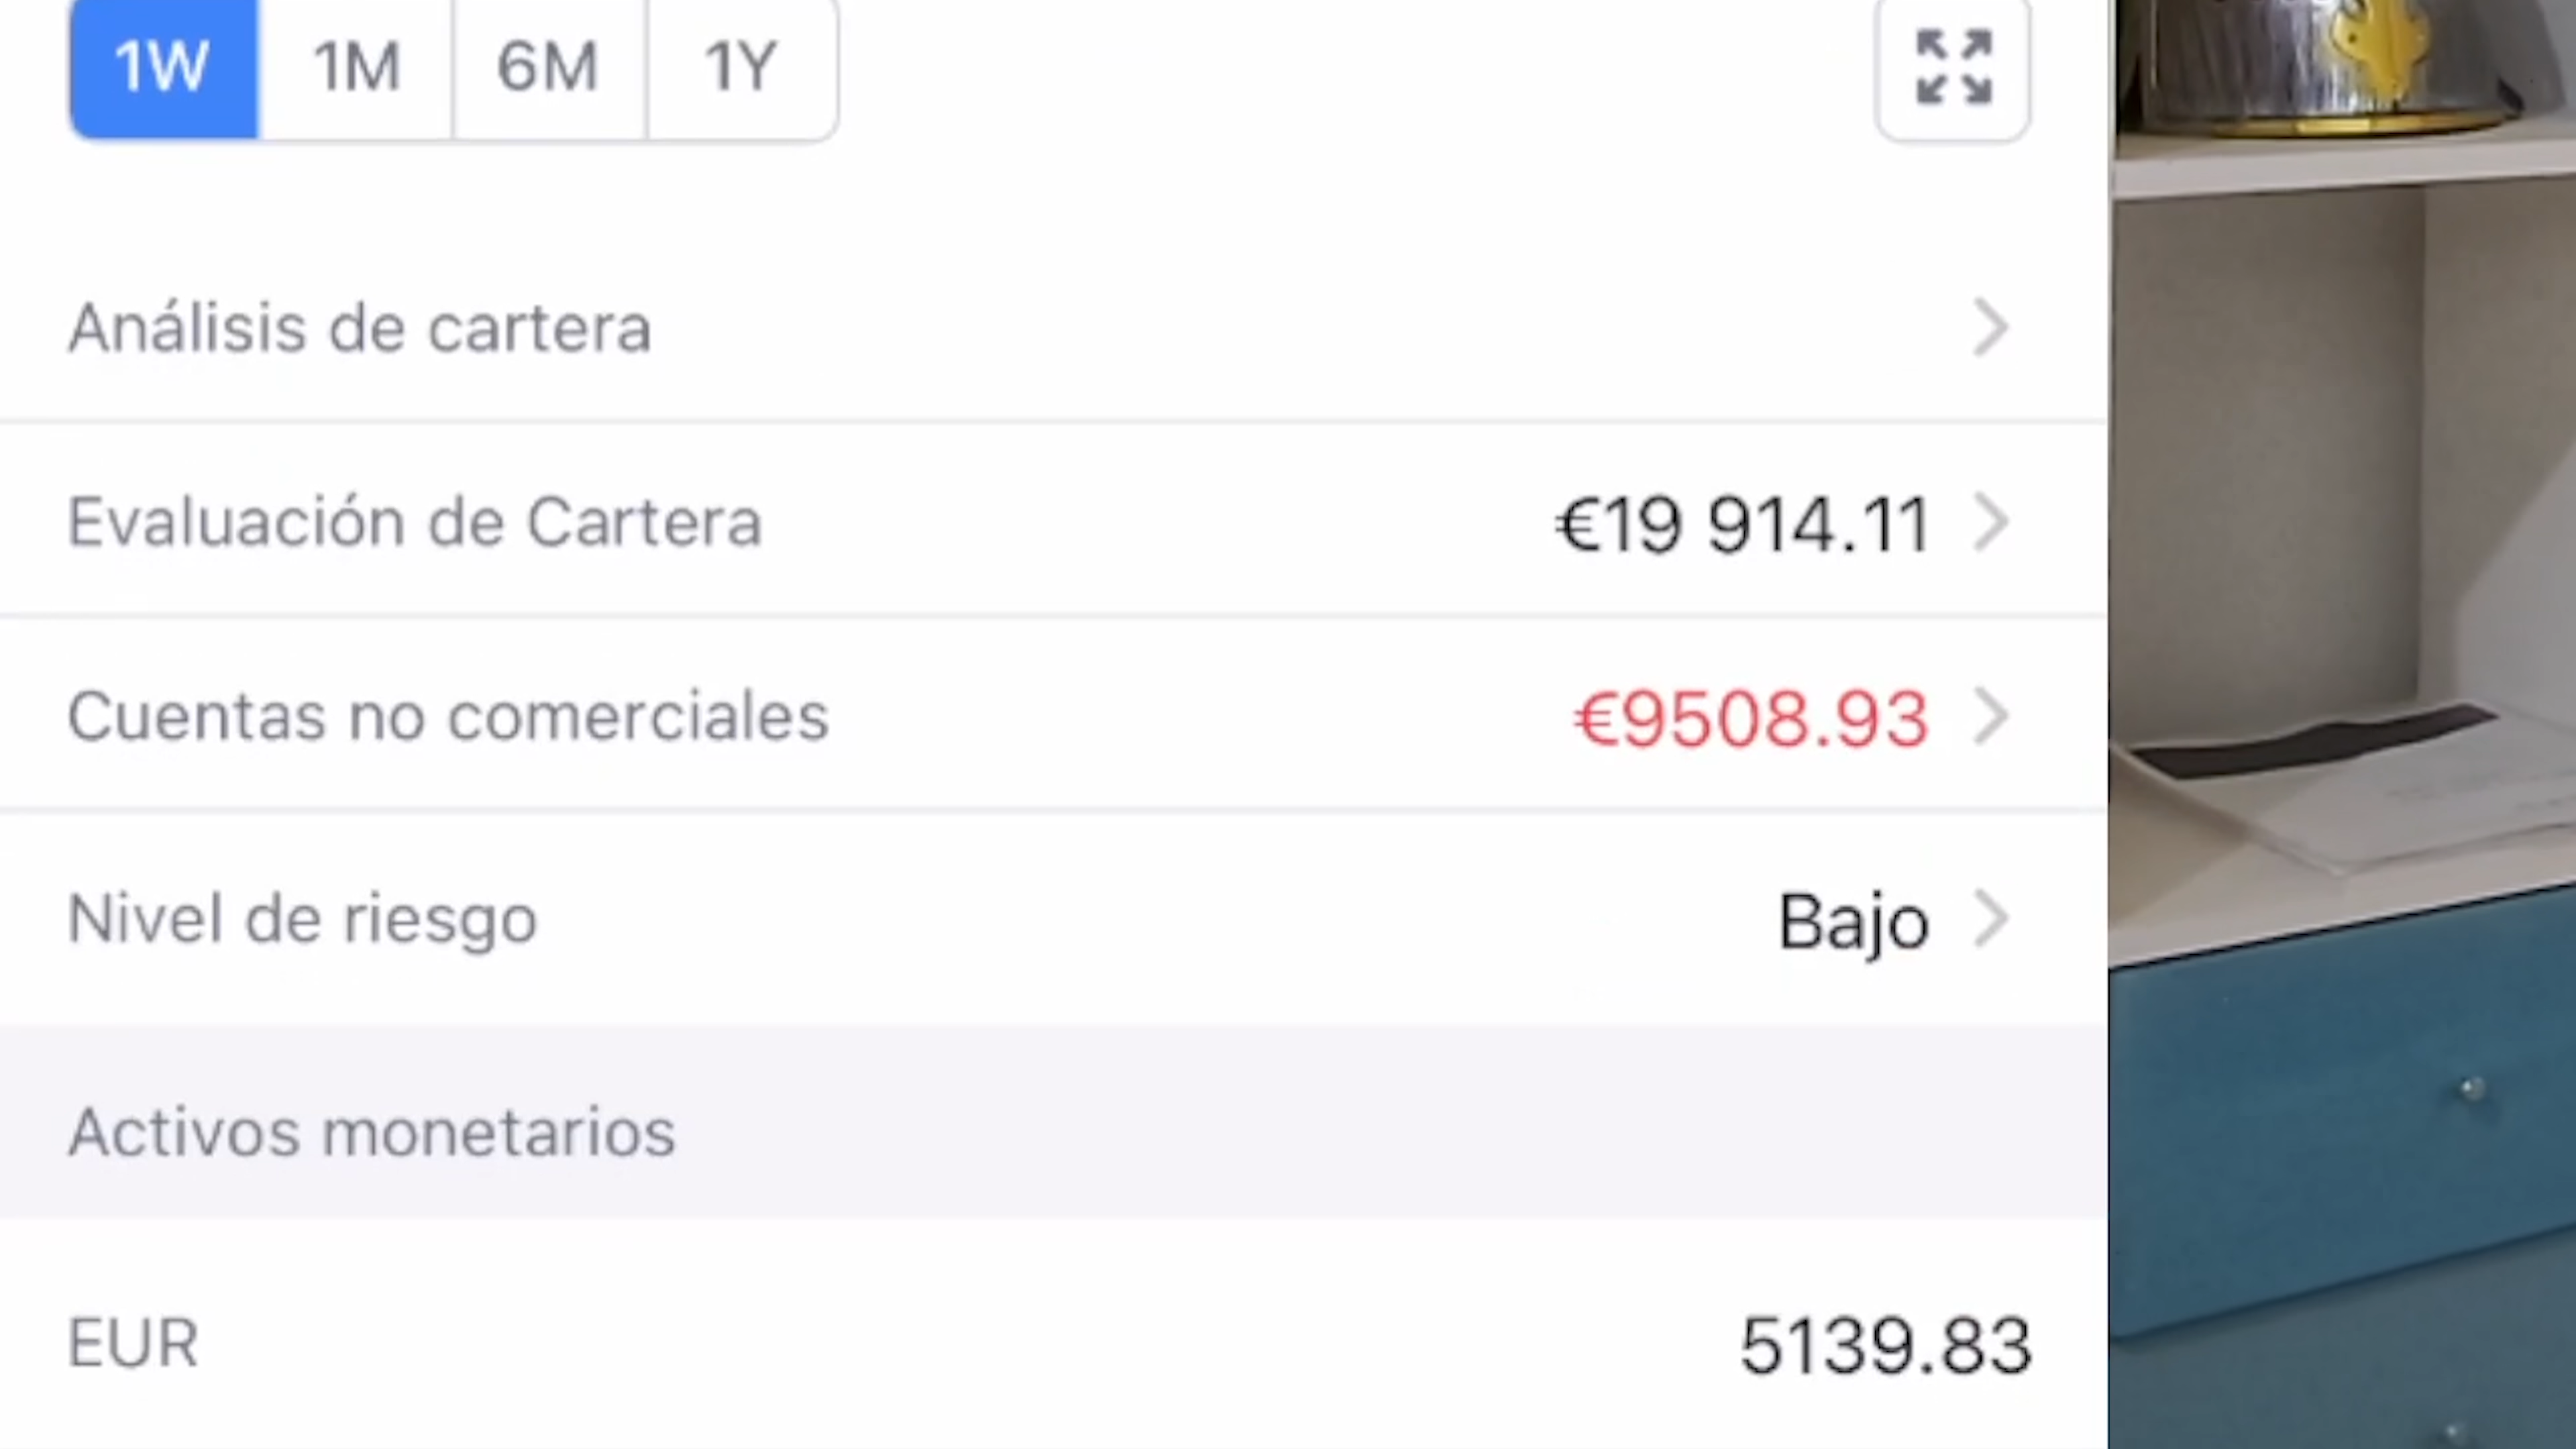 1W 1M 6M 1Y
Análisis de cartera
Evaluación de Cartera €19 914.11
Cuentas no comerciales €9508.93
Nivel de riesgo Bajo
Activos monetarios
EUR 5139.83